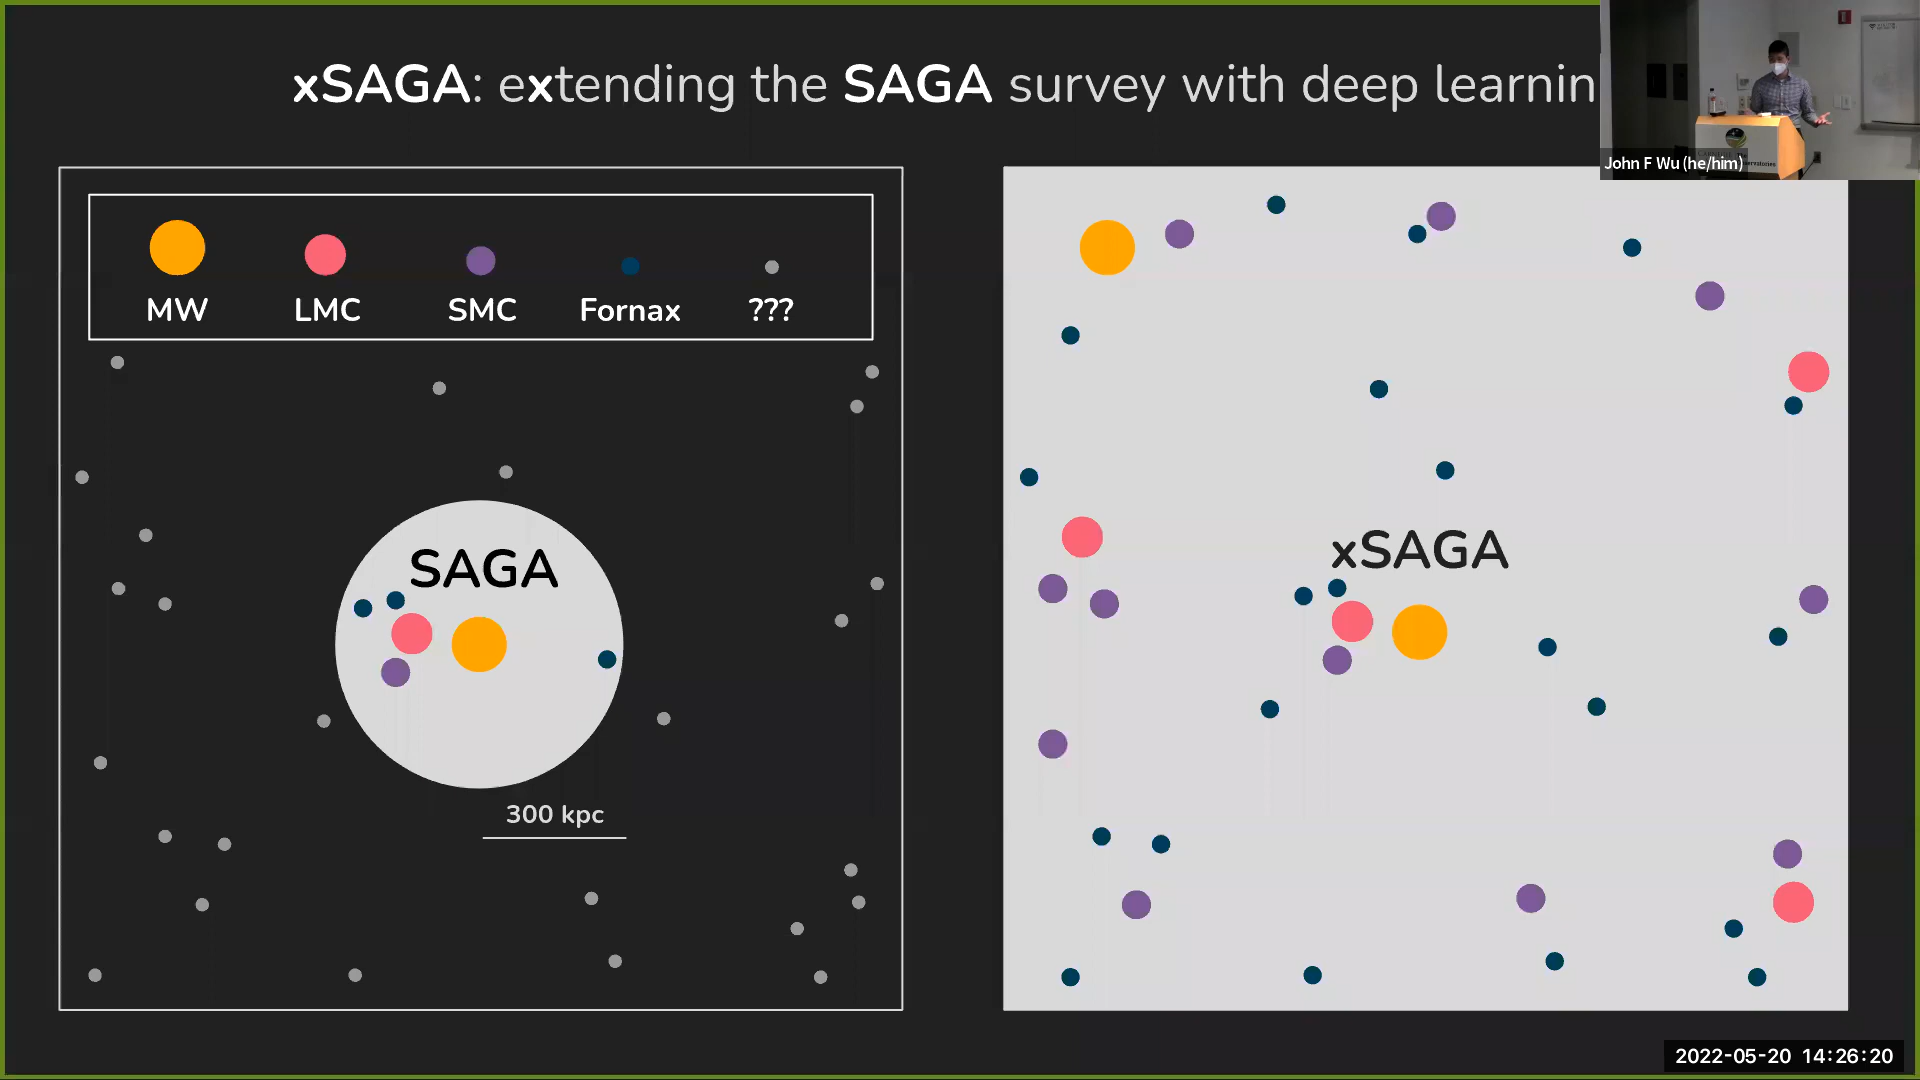 xSAGA: extending the SAGA survey with deep learnin
John F Wu (he/him)
MW LMC SMC Fornax ???
SAGA
xSAGA
300 kpc
2022-05-20 14:26:20